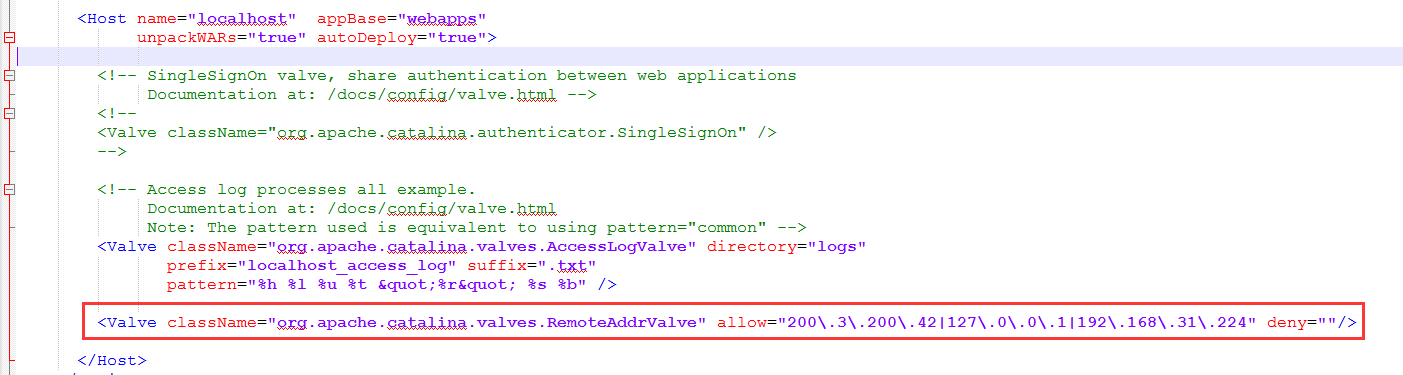 <Host name="localhost"  appBase="webapps"
unpackWARs="true" autoDeploy="true">
<!-- SingleSignOn valve, share authentication between web applications
Documentation at: /docs/config/valve.html -->
<!--
<Valve className="org.apache.catalina.authenticator.SingleSignOn" />
-->
<!-- Access log processes all example.
Documentation at: /docs/config/valve.html
Note: The pattern used is equivalent to using pattern="common" -->
<Valve className="org.apache.catalina.valves.AccessLogValve" directory="logs"
prefix="localhost_access_log" suffix=".txt"
pattern="%h %l %u %t &quot;%r&quot; %s %b" />
<Valve className="org.apache.catalina.valves.RemoteAddrValve" allow="200\.3\.200\.42|127\.0\.0\.1|192\.168\.31\.224" deny=""/>
</Host>